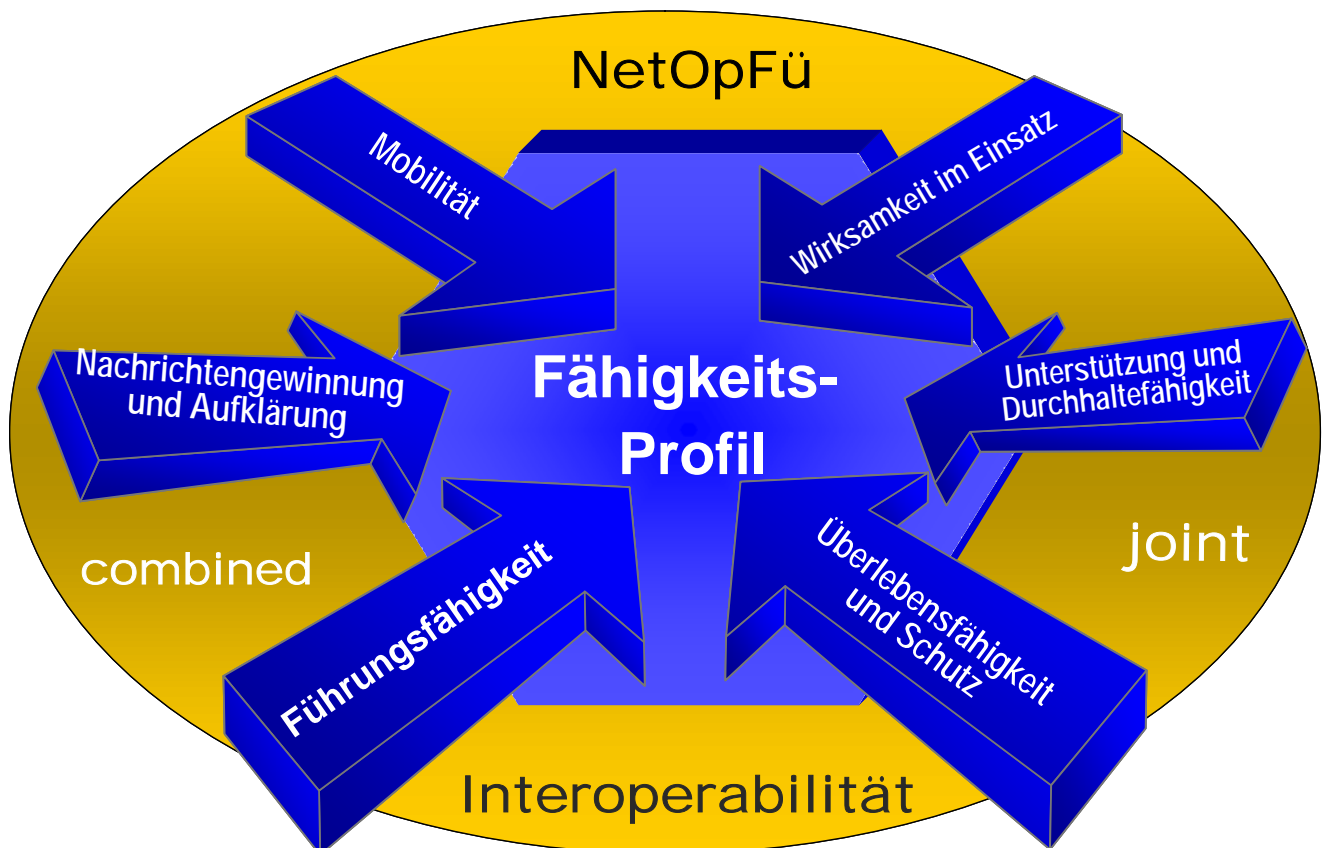 NetOpFü
Mobilität
Wirksamkeit im Einsatz
Nachrichtengewinnung
und Aufklärung
Fähigkeits-
Profil
Unterstützung und
Durchhaltefähigkeit
combined
joint
Führungsfähigkeit
Überlebensfähigkeit
und Schutz
Interoperabilität